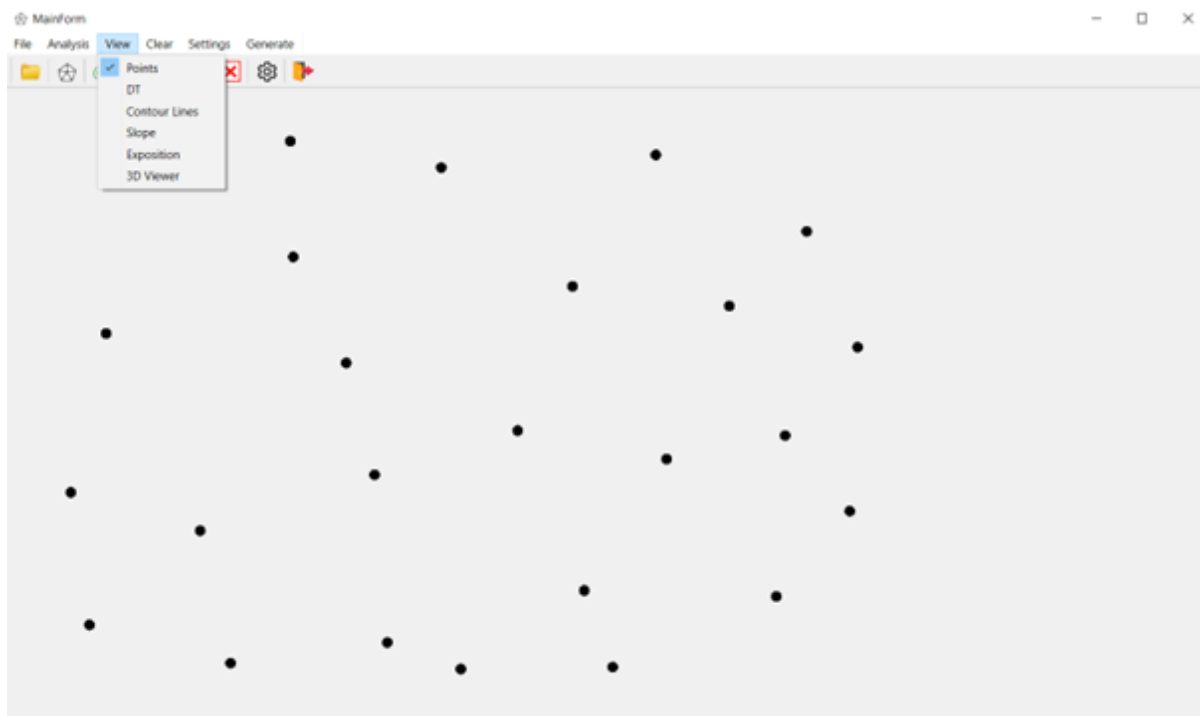 MainForm
File Analysis View Clear Settings Generate
Points
DT
Contour Lines
Slope
Exposition
3D Viewer